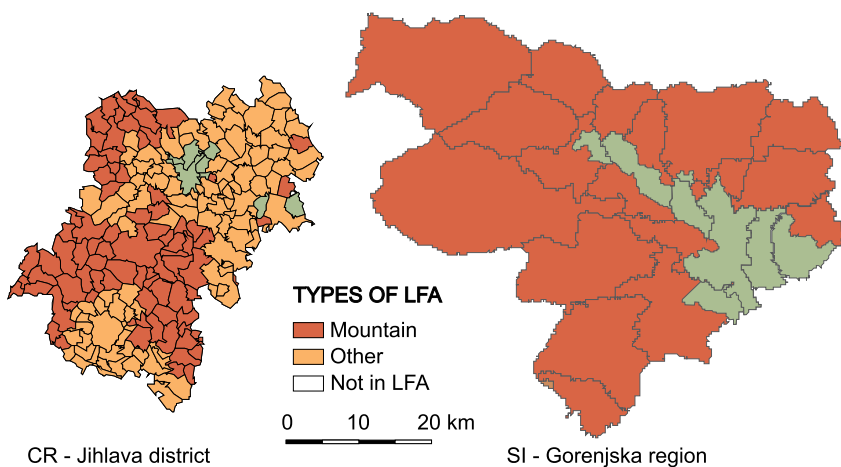 TYPES OF LFA
Mountain
Other
Not in LFA
0 10 20 km
CR - Jihlava district
SI - Gorenjska region